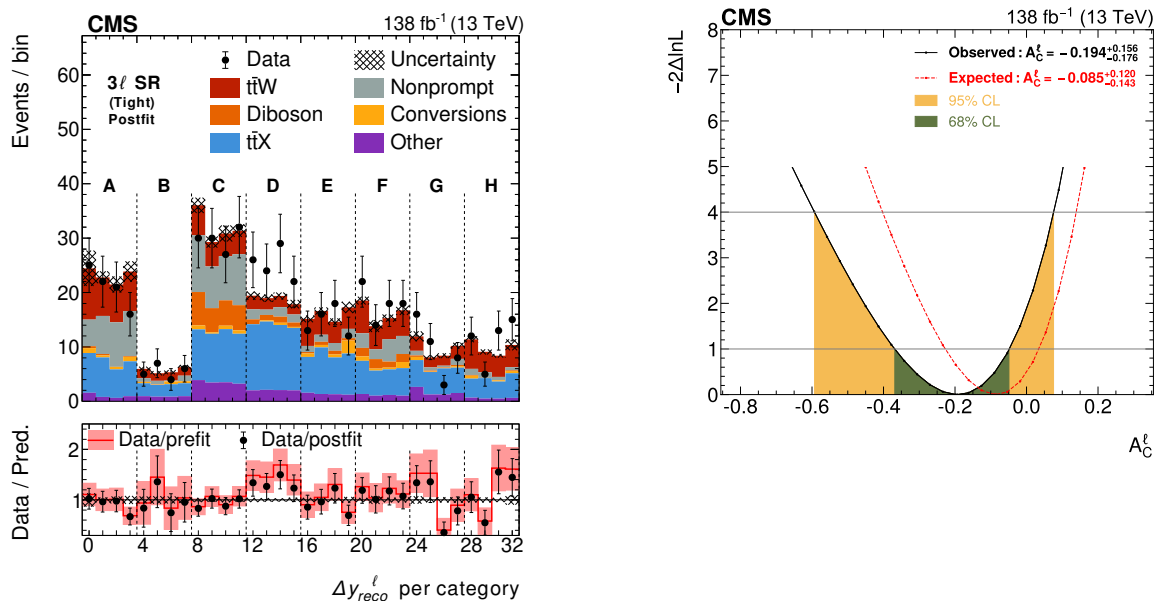 CMS 138 fb⁻¹ (13 TeV)
Events / bin
60
50
40
30
20
10
0
3ℓ SR
(Tight)
Postfit
Data
Uncertainty
tt̄W
Nonprompt
Diboson
Conversions
tt̄X
Other
A B C D E F G H
Data / Pred.
2
1
Data/prefit
Data/postfit
0 4 8 12 16 20 24 28 32
Δy_reco^ℓ per category
CMS 138 fb⁻¹ (13 TeV)
-2ΔlnL
8
7
6
5
4
3
2
1
0
Observed : A_C^ℓ = − 0.194 +0.156 −0.176
Expected : A_C^ℓ = − 0.085 +0.120 −0.143
95% CL
68% CL
-0.8 -0.6 -0.4 -0.2 0.0 0.2
A_C^ℓ